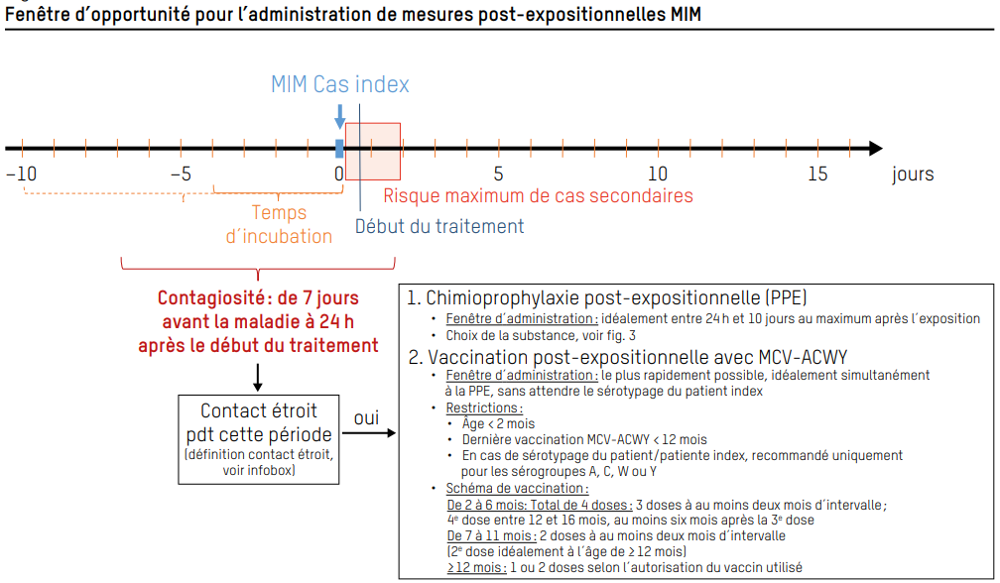 Fenêtre d’opportunité pour l’administration de mesures post-expositionnelles MIM
MIM Cas index
–10
–5
0
5
10
15
jours
Risque maximum de cas secondaires
Temps
d´incubation
Début du traitement
Contagiosité : de 7 jours
avant la maladie à 24 h
après le début du traitement
Contact étroit
pdt cette période
(définition contact étroit,
voir infobox)
oui
1. Chimioprophylaxie post-expositionnelle (PPE)
• Fenêtre d´administration : idéalement entre 24 h et 10 jours au maximum après l´exposition
• Choix de la substance, voir fig. 3
2. Vaccination post-expositionnelle avec MCV-ACWY
• Fenêtre d´administration : le plus rapidement possible, idéalement simultanément
à la PPE, sans attendre le sérotypage du patient index
• Restrictions :
• Âge < 2 mois
• Dernière vaccination MCV-ACWY < 12 mois
• En cas de sérotypage du patient/patiente index, recommandé uniquement
pour les sérogroupes A, C, W ou Y
• Schéma de vaccination :
De 2 à 6 mois: Total de 4 doses : 3 doses à au moins deux mois d´intervalle ;
4e dose entre 12 et 16 mois, au moins six mois après la 3e dose
De 7 à 11 mois : 2 doses à au moins deux mois d´intervalle
(2e dose idéalement à l´âge de ≥ 12 mois)
≥ 12 mois : 1 ou 2 doses selon l´autorisation du vaccin utilisé